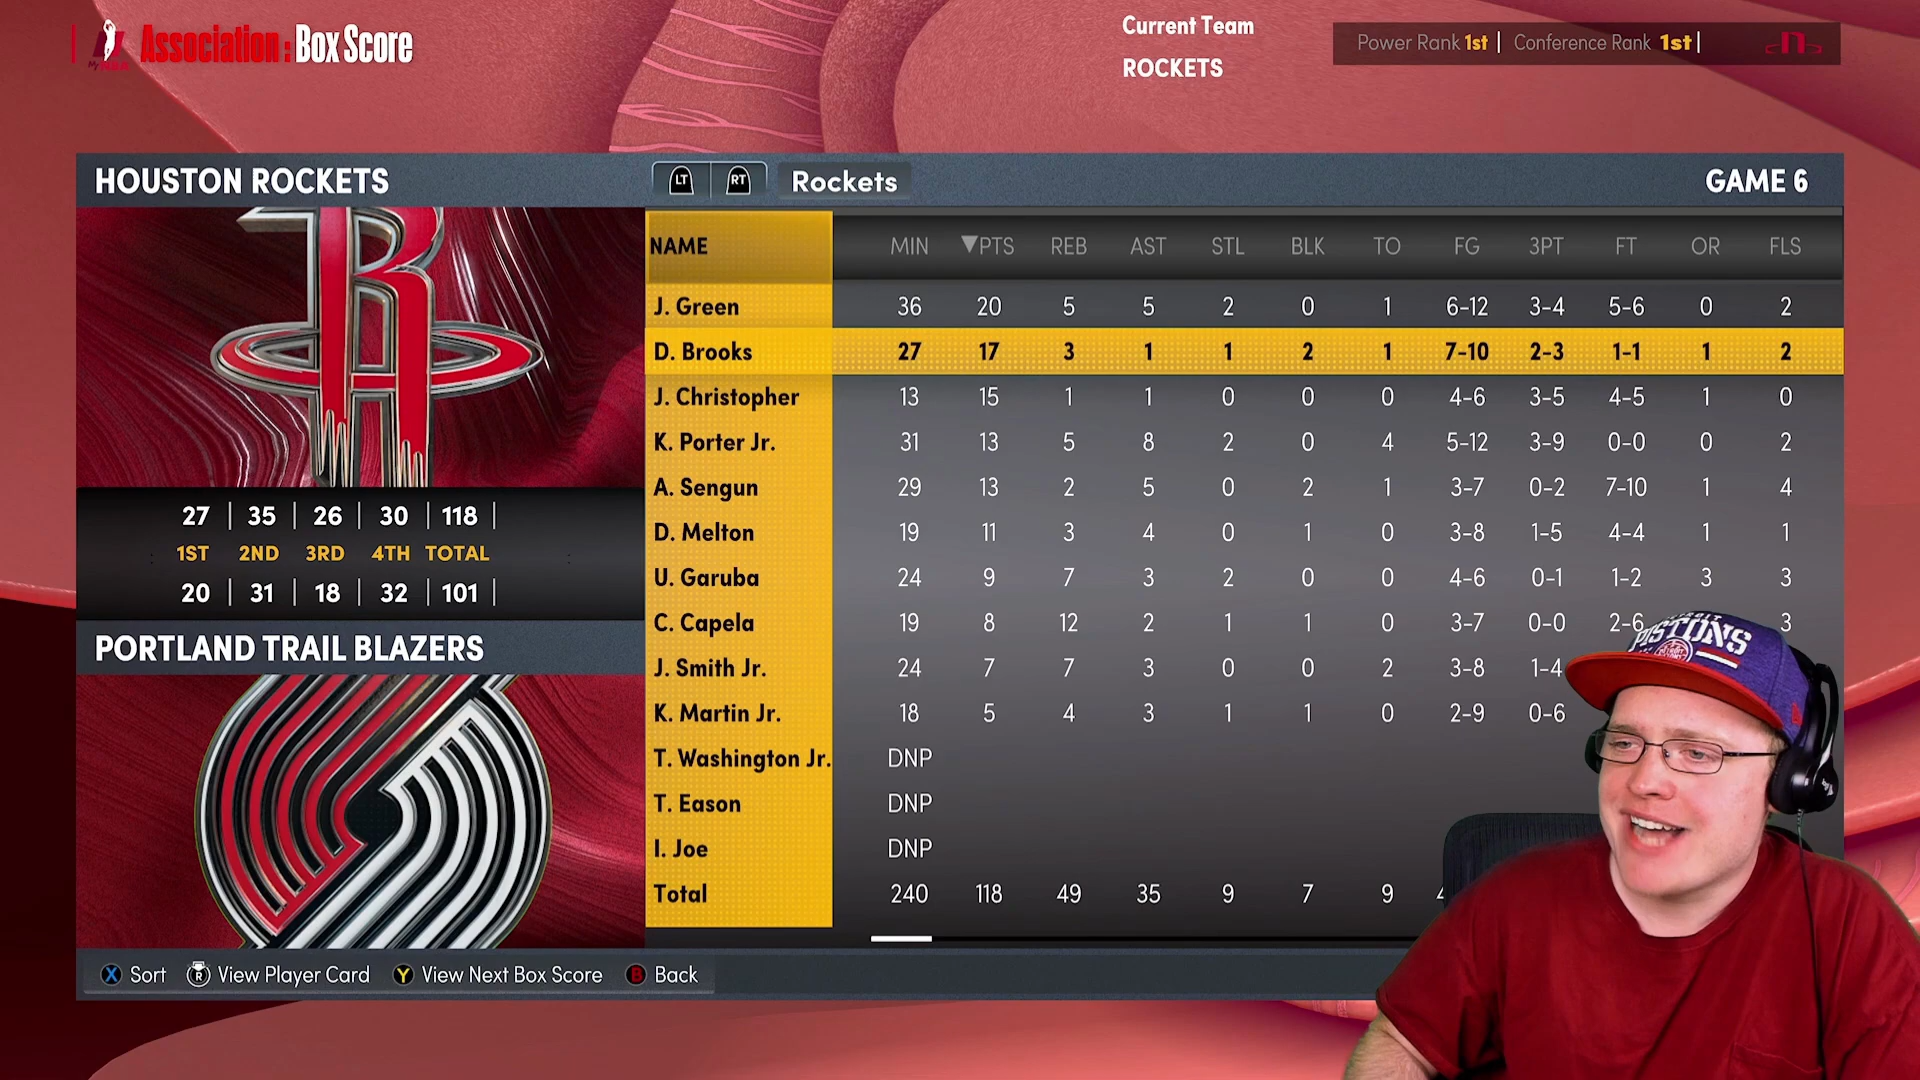 Association: Box Score
Current Team
ROCKETS
Power Rank 1st | Conference Rank 1st |
HOUSTON ROCKETS
LT RT Rockets
GAME 6
NAME MIN ▼PTS REB AST STL BLK TO FG 3PT FT OR FLS
J. Green 36 20 5 5 2 0 1 6-12 3-4 5-6 0 2
D. Brooks 27 17 3 1 1 2 1 7-10 2-3 1-1 1 2
J. Christopher 13 15 1 1 0 0 0 4-6 3-5 4-5 1 0
K. Porter Jr. 31 13 5 8 2 0 4 5-12 3-9 0-0 0 2
A. Sengun 29 13 2 5 0 2 1 3-7 0-2 7-10 1 4
D. Melton 19 11 3 4 0 1 0 3-8 1-5 4-4 1 1
U. Garuba 24 9 7 3 2 0 0 4-6 0-1 1-2 3 3
C. Capela 19 8 12 2 1 1 0 3-7 0-0 2-6 3
J. Smith Jr. 24 7 7 3 0 0 2 3-8 1-4
K. Martin Jr. 18 5 4 3 1 1 0 2-9 0-6
T. Washington Jr. DNP
T. Eason DNP
I. Joe DNP
Total 240 118 49 35 9 7 9
27 | 35 | 26 | 30 | 118 |
1ST 2ND 3RD 4TH TOTAL
20 | 31 | 18 | 32 | 101 |
PORTLAND TRAIL BLAZERS
X Sort R View Player Card Y View Next Box Score B Back
PISTONS